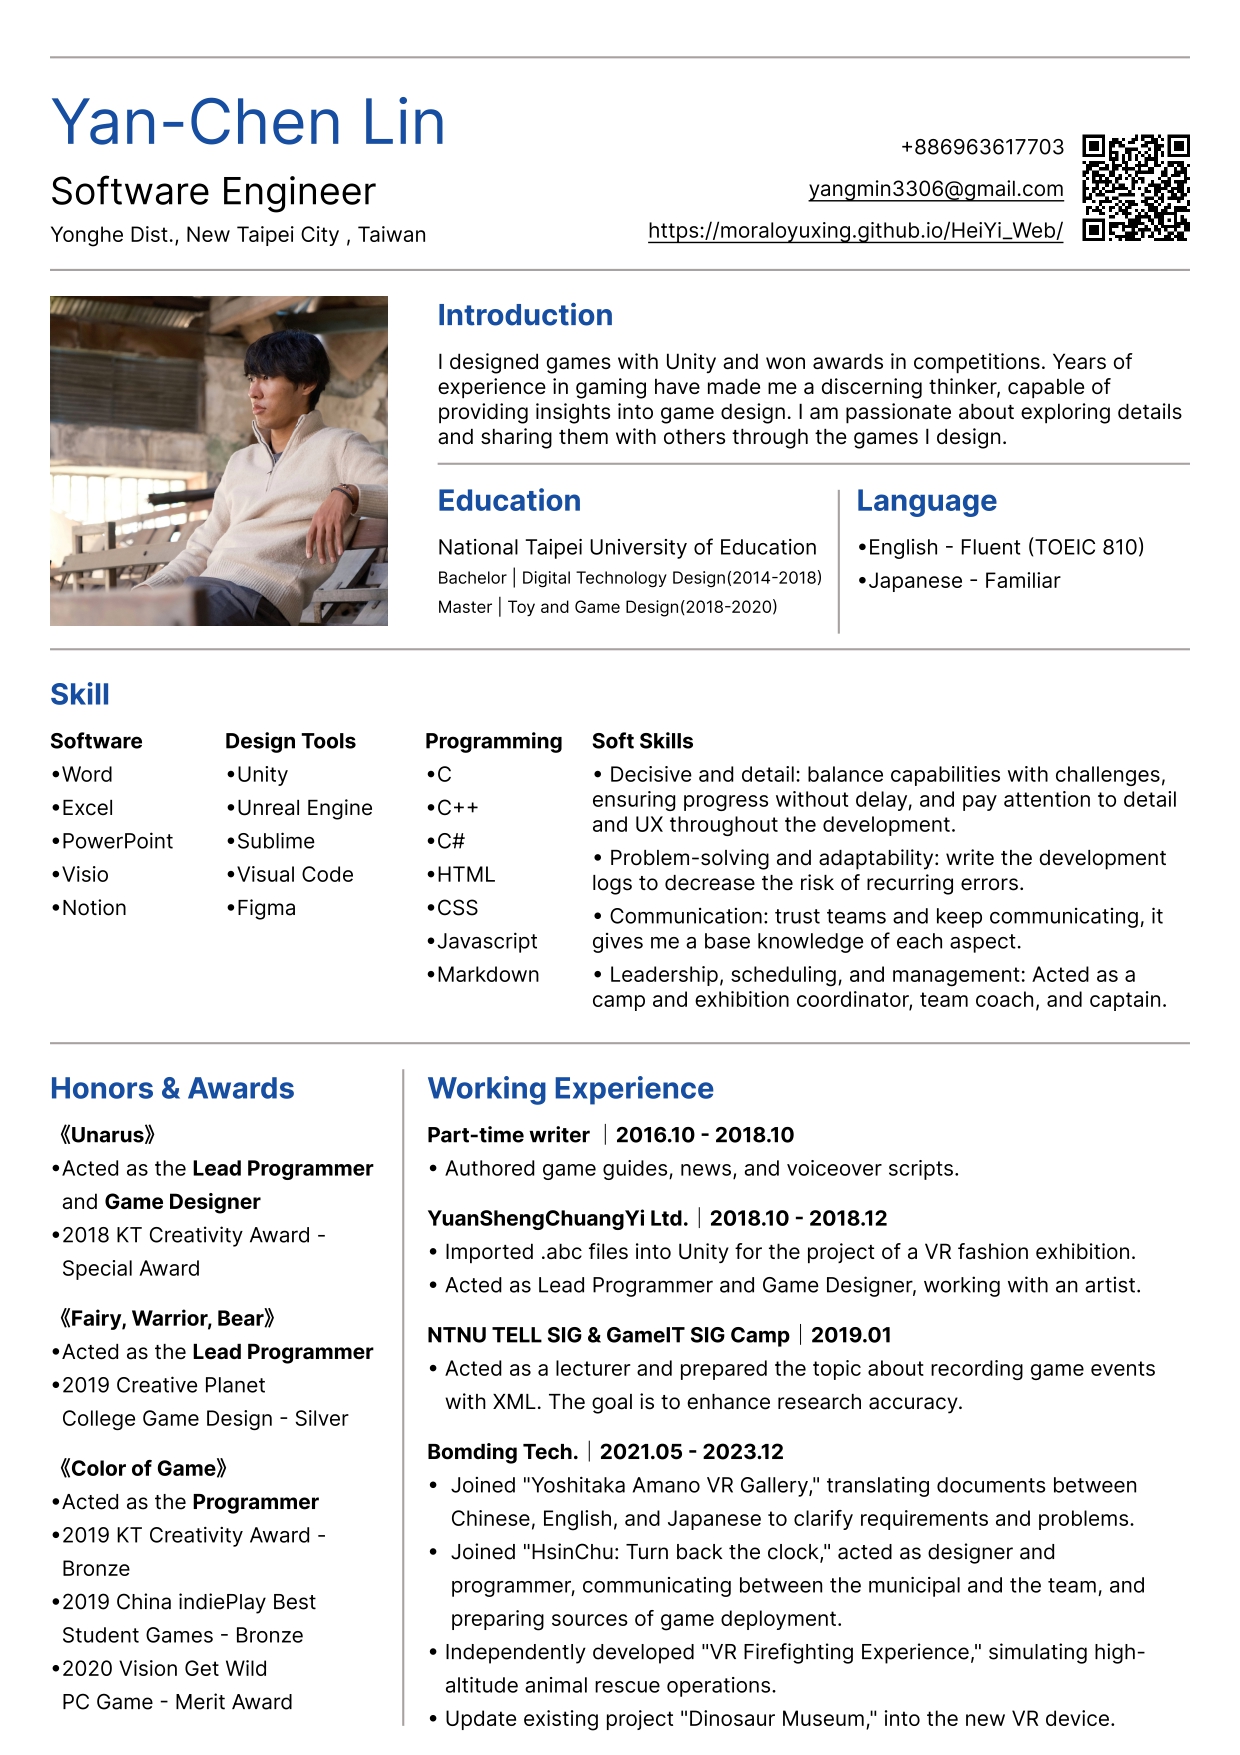 Yan-Chen Lin
Software Engineer
Yonghe Dist., New Taipei City , Taiwan
+886963617703
yangmin3306@gmail.com
https://moraloyuxing.github.io/HeiYi_Web/
Introduction
I designed games with Unity and won awards in competitions. Years of
experience in gaming have made me a discerning thinker, capable of
providing insights into game design. I am passionate about exploring details
and sharing them with others through the games I design.
Education
National Taipei University of Education
Bachelor | Digital Technology Design(2014-2018)
Master | Toy and Game Design(2018-2020)
Language
•English - Fluent (TOEIC 810)
•Japanese - Familiar
Skill
Software
•Word
•Excel
•PowerPoint
•Visio
•Notion
Design Tools
•Unity
•Unreal Engine
•Sublime
•Visual Code
•Figma
Programming
•C
•C++
•C#
•HTML
•CSS
•Javascript
•Markdown
Soft Skills
• Decisive and detail: balance capabilities with challenges,
ensuring progress without delay, and pay attention to detail
and UX throughout the development.
• Problem-solving and adaptability: write the development
logs to decrease the risk of recurring errors.
• Communication: trust teams and keep communicating, it
gives me a base knowledge of each aspect.
• Leadership, scheduling, and management: Acted as a
camp and exhibition coordinator, team coach, and captain.
Honors & Awards
《Unarus》
•Acted as the Lead Programmer
and Game Designer
•2018 KT Creativity Award -
Special Award
《Fairy, Warrior, Bear》
•Acted as the Lead Programmer
•2019 Creative Planet
College Game Design - Silver
《Color of Game》
•Acted as the Programmer
•2019 KT Creativity Award -
Bronze
•2019 China indiePlay Best
Student Games - Bronze
•2020 Vision Get Wild
PC Game - Merit Award
Working Experience
Part-time writer ｜2016.10 - 2018.10
• Authored game guides, news, and voiceover scripts.
YuanShengChuangYi Ltd.｜2018.10 - 2018.12
• Imported .abc files into Unity for the project of a VR fashion exhibition.
• Acted as Lead Programmer and Game Designer, working with an artist.
NTNU TELL SIG & GameIT SIG Camp｜2019.01
• Acted as a lecturer and prepared the topic about recording game events
with XML. The goal is to enhance research accuracy.
Bomding Tech.｜2021.05 - 2023.12
• Joined "Yoshitaka Amano VR Gallery," translating documents between
Chinese, English, and Japanese to clarify requirements and problems.
• Joined "HsinChu: Turn back the clock," acted as designer and
programmer, communicating between the municipal and the team, and
preparing sources of game deployment.
• Independently developed "VR Firefighting Experience," simulating high-
altitude animal rescue operations.
• Update existing project "Dinosaur Museum," into the new VR device.